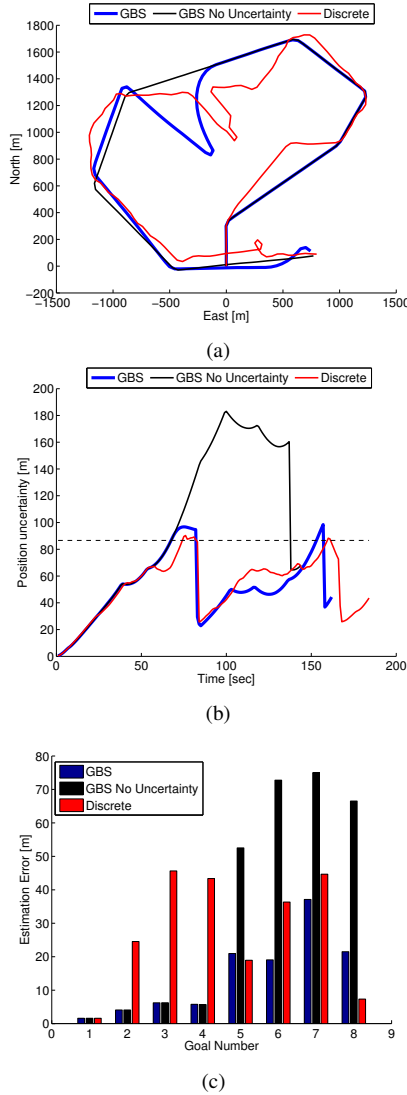 GBS GBS No Uncertainty Discrete
1800
1600
1400
1200
1000
800
600
400
200
0
-200
North [m]
-1500 -1000 -500 0 500 1000 1500
East [m]
(a)
GBS GBS No Uncertainty Discrete
200
180
160
140
120
100
80
60
40
20
0
Position uncertainty [m]
0 50 100 150 200
Time [sec]
(b)
80
70
60
50
40
30
20
10
0
Estimation Error [m]
GBS
GBS No Uncertainty
Discrete
0 1 2 3 4 5 6 7 8 9
Goal Number
(c)